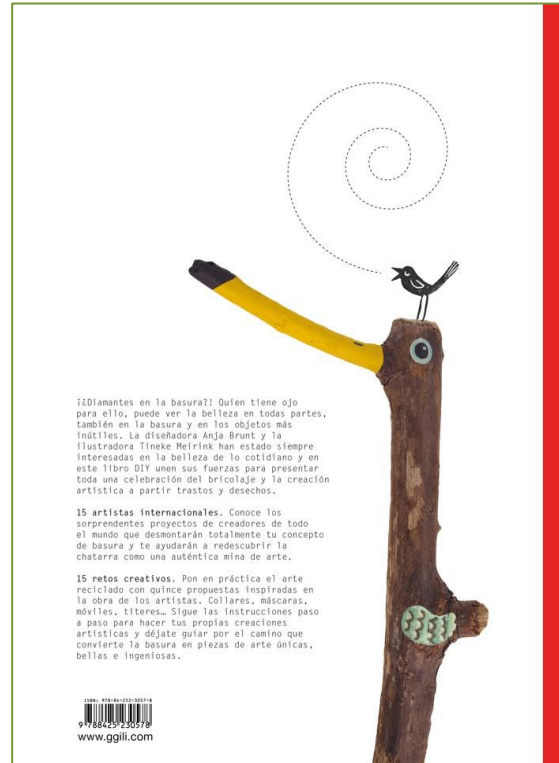 ¡¿Diamantes en la basura?! Quien tiene ojo
para ello, puede ver la belleza en todas partes,
también en la basura y en los objetos más
inútiles. La diseñadora Anja Brunt y la
ilustradora Tineke Meirink han estado siempre
interesadas en la belleza de lo cotidiano y en
este libro DIY unen sus fuerzas para presentar
toda una celebración del bricolaje y la creación
artística a partir trastos y desechos.
15 artistas internacionales. Conoce los
sorprendentes proyectos de creadores de todo
el mundo que desmontarán totalmente tu concepto
de basura y te ayudarán a redescubrir la
chatarra como una auténtica mina de arte.
15 retos creativos. Pon en práctica el arte
reciclado con quince propuestas inspiradas en
la obra de los artistas. Collares, máscaras,
móviles, títeres… Sigue las instrucciones paso
a paso para hacer tus propias creaciones
artísticas y déjate guiar por el camino que
convierte la basura en piezas de arte únicas,
bellas e ingeniosas.
ISBN: 978-84-252-3057-8
9 788425 230578
www.ggili.com